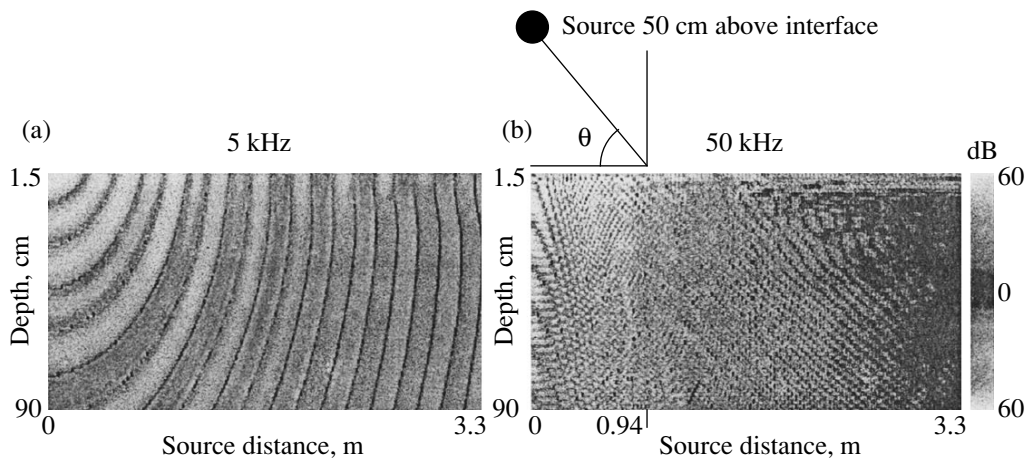 Source 50 cm above interface
(a)
5 kHz
(b)
θ
50 kHz
dB
1.5
Depth, cm
90
0
3.3
Source distance, m
1.5
Depth, cm
90
0
0.94
3.3
Source distance, m
60
0
60